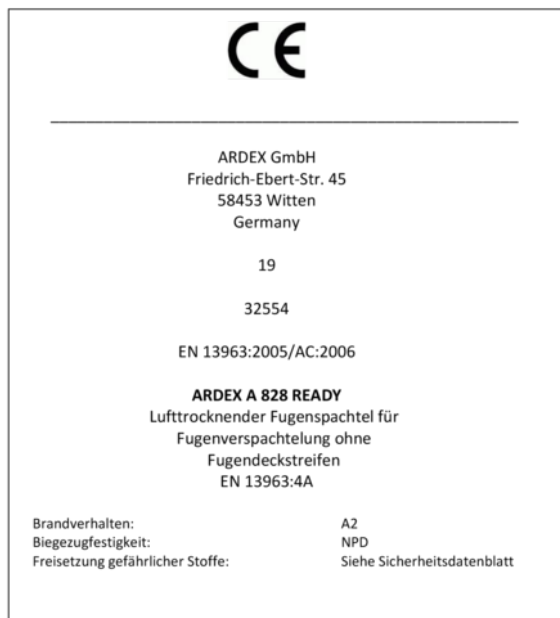 CE
ARDEX GmbH
Friedrich-Ebert-Str. 45
58453 Witten
Germany
19
32554
EN 13963:2005/AC:2006
ARDEX A 828 READY
Lufttrocknender Fugenspachtel für
Fugenverspachtelung ohne
Fugendeckstreifen
EN 13963:4A
Brandverhalten: A2
Biegezugfestigkeit: NPD
Freisetzung gefährlicher Stoffe: Siehe Sicherheitsdatenblatt